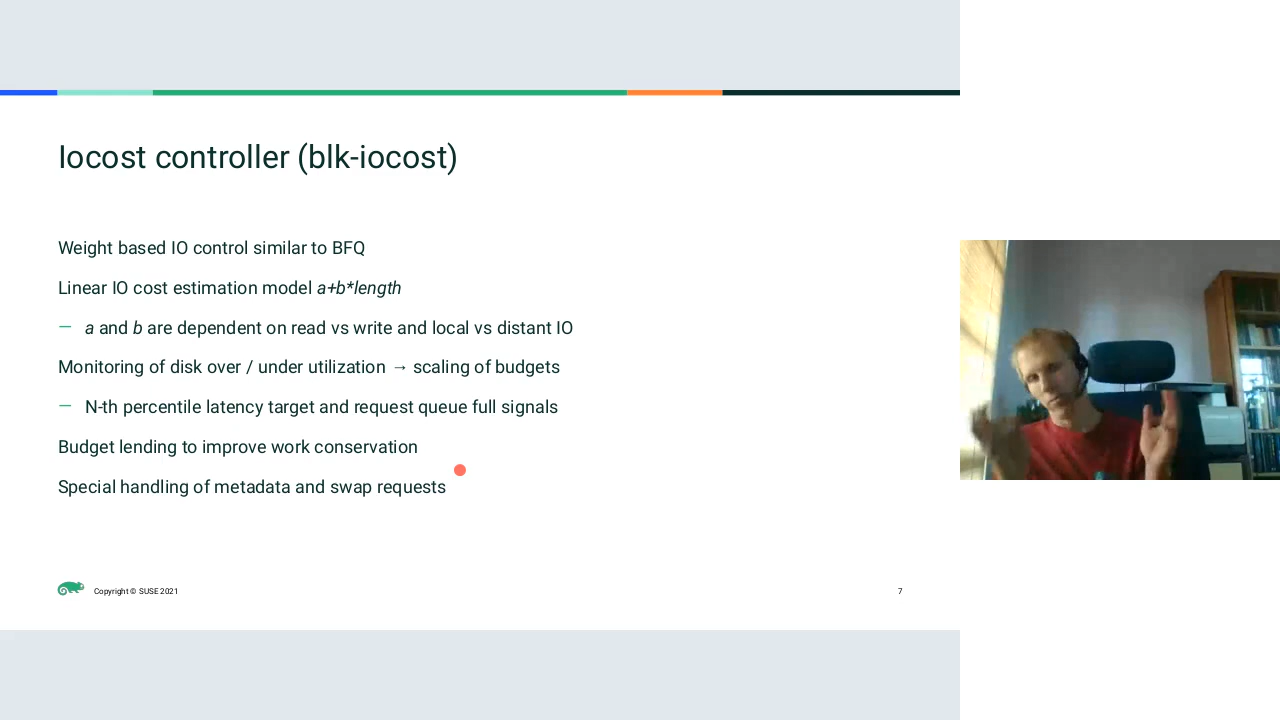 Iocost controller (blk-iocost)
Weight based IO control similar to BFQ
Linear IO cost estimation model a+b*length
— a and b are dependent on read vs write and local vs distant IO
Monitoring of disk over / under utilization → scaling of budgets
— N-th percentile latency target and request queue full signals
Budget lending to improve work conservation
Special handling of metadata and swap requests
Copyright © SUSE 2021
7